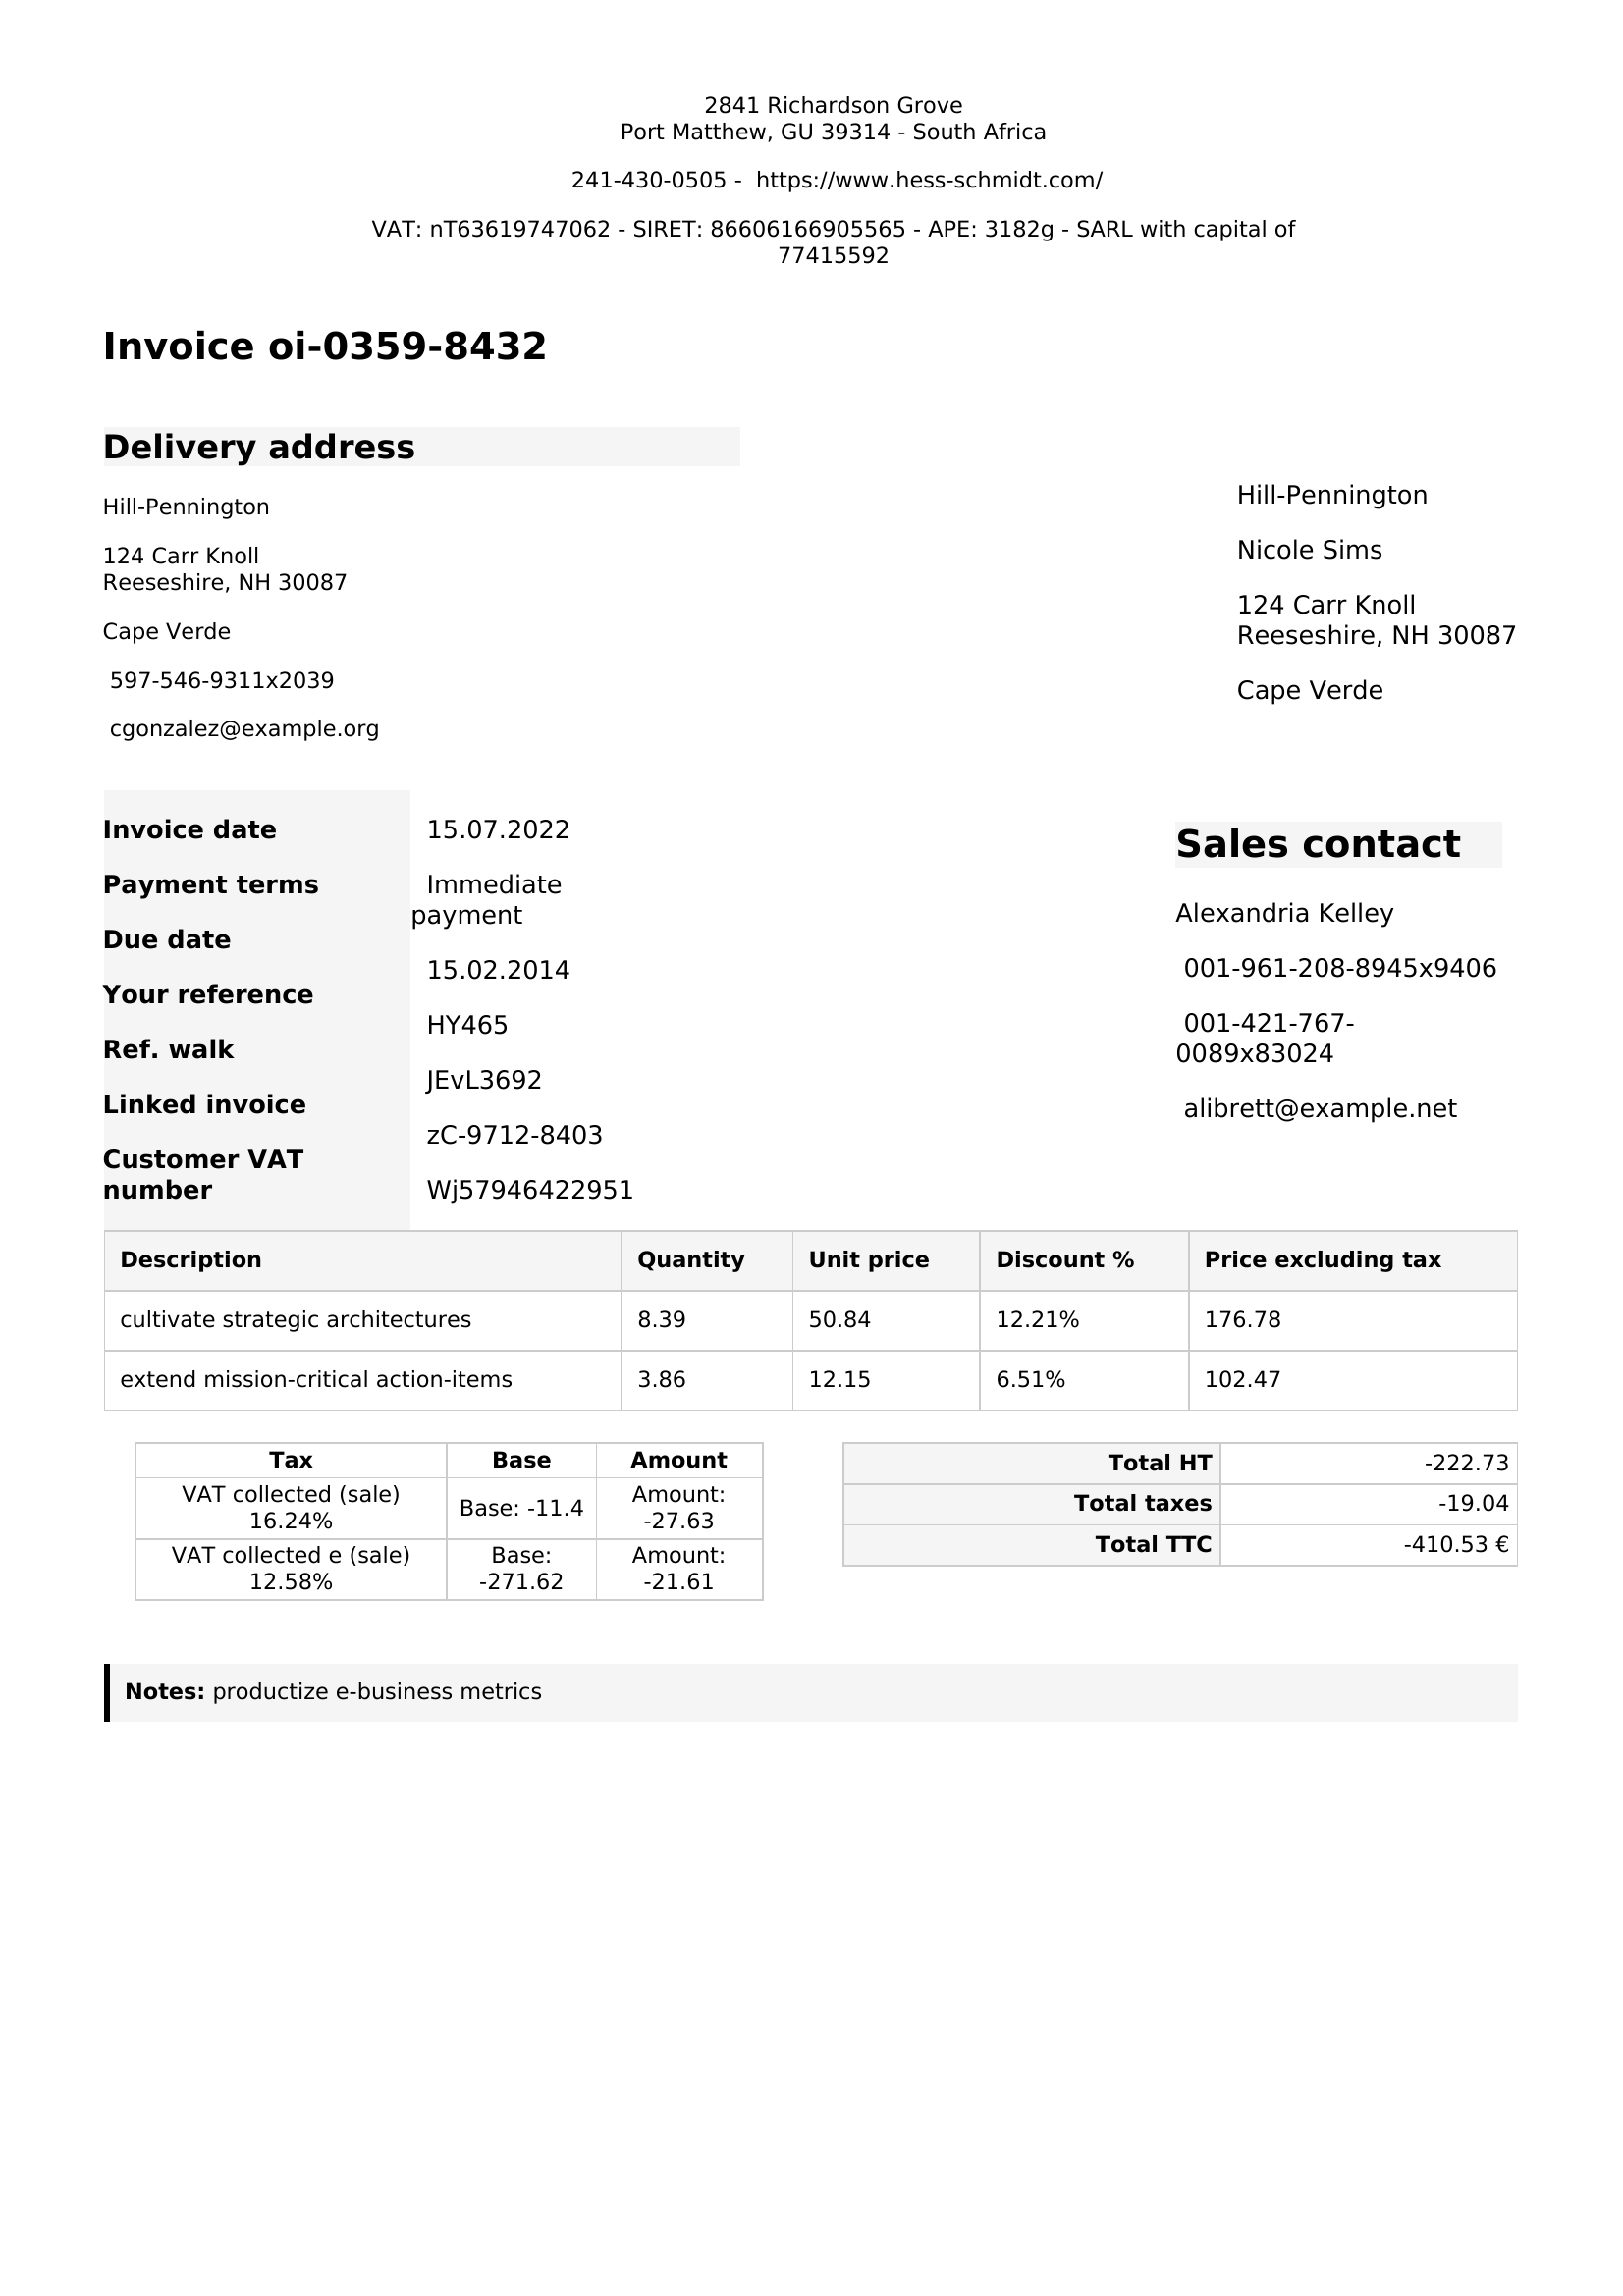 2841 Richardson Grove
Port Matthew, GU 39314 - South Africa
241-430-0505 - https://www.hess-schmidt.com/
VAT: nT63619747062 - SIRET: 86606166905565 - APE: 3182g - SARL with capital of
77415592
Invoice oi-0359-8432
Delivery address
Hill-Pennington
124 Carr Knoll
Reeseshire, NH 30087
Cape Verde
597-546-9311x2039
cgonzalez@example.org
Hill-Pennington
Nicole Sims
124 Carr Knoll
Reeseshire, NH 30087
Cape Verde
Invoice date
Payment terms
Due date
Your reference
Ref. walk
Linked invoice
Customer VAT
number
15.07.2022
Immediate
payment
15.02.2014
HY465
JEvL3692
zC-9712-8403
Wj57946422951
Sales contact
Alexandria Kelley
001-961-208-8945x9406
001-421-767-
0089x83024
alibrett@example.net
Description Quantity Unit price Discount % Price excluding tax
cultivate strategic architectures 8.39 50.84 12.21% 176.78
extend mission-critical action-items 3.86 12.15 6.51% 102.47
Tax Base Amount
VAT collected (sale)
16.24%
Base: -11.4
Amount:
-27.63
VAT collected e (sale)
12.58%
Base:
-271.62
Amount:
-21.61
Total HT -222.73
Total taxes -19.04
Total TTC -410.53 €
Notes: productize e-business metrics